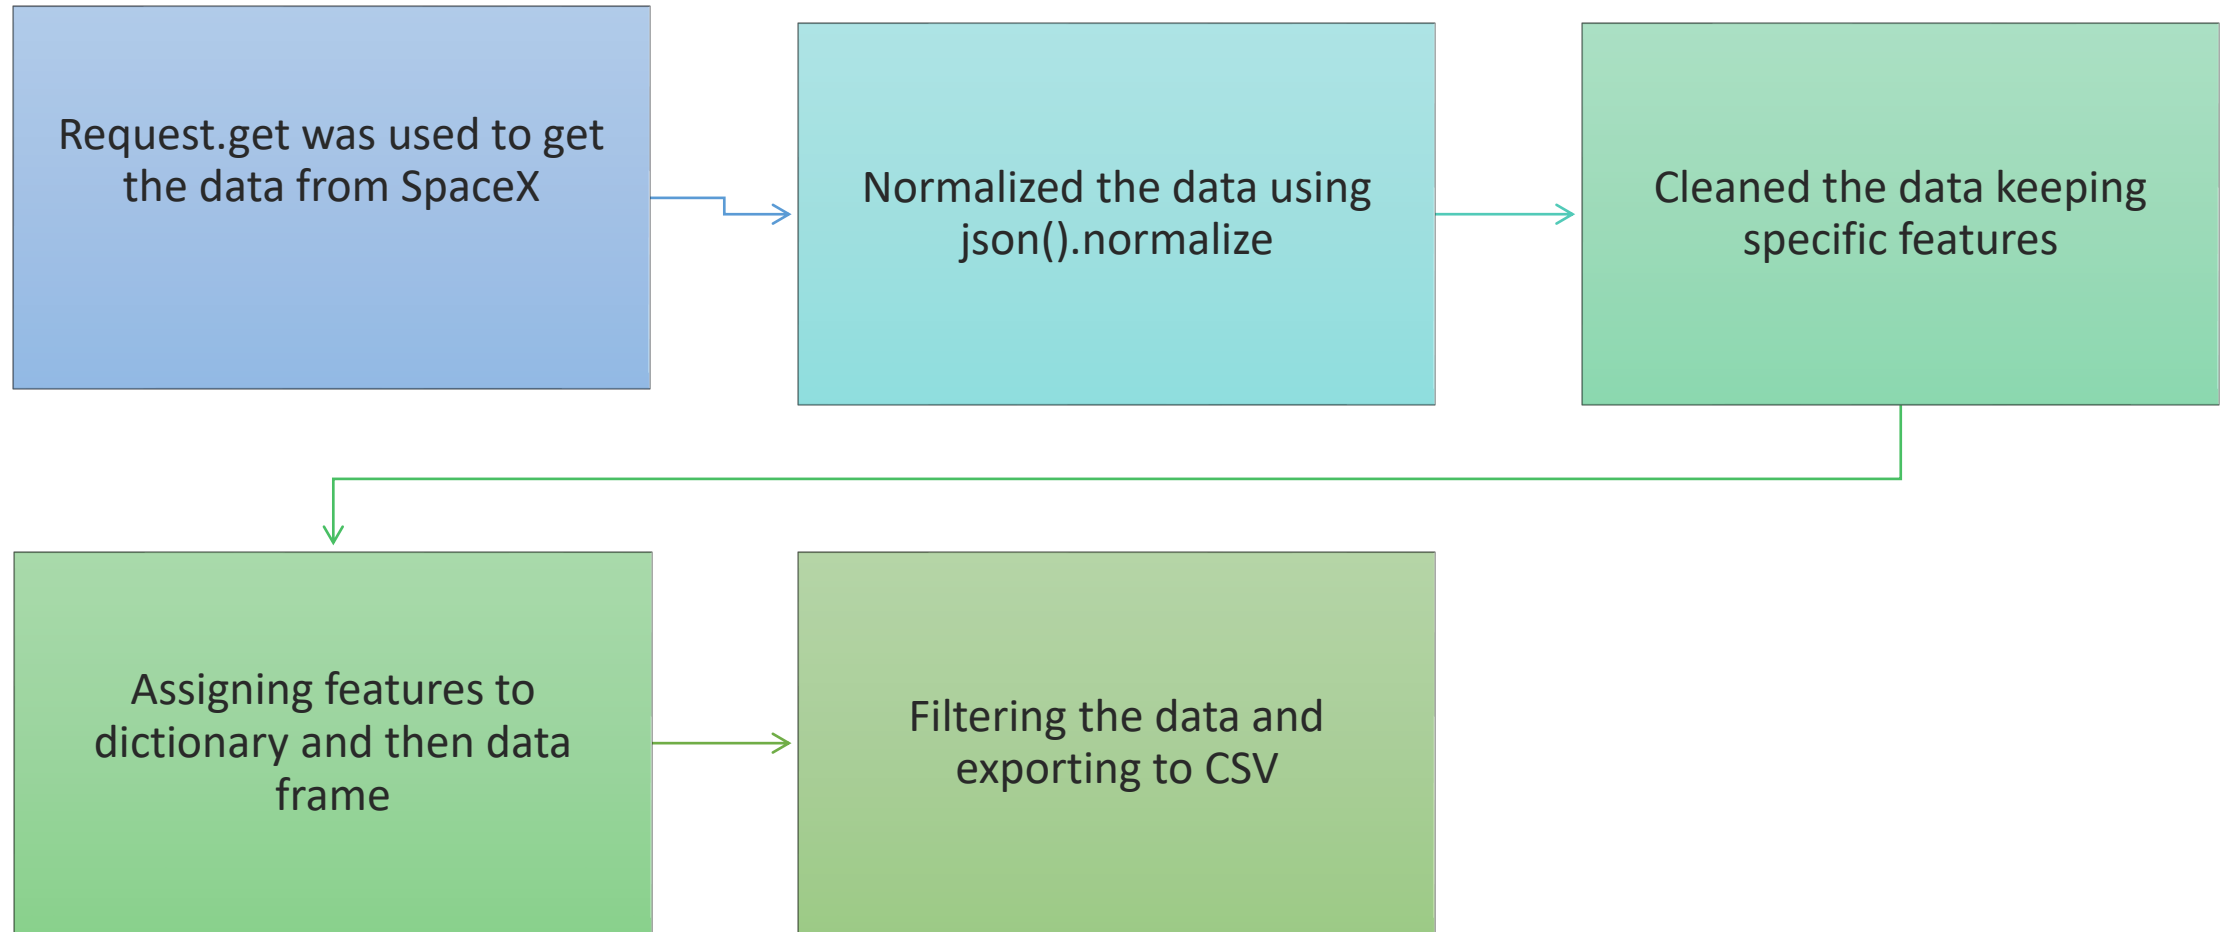 Request.get was used to get
the data from SpaceX
Normalized the data using
json().normalize
Cleaned the data keeping
specific features
Assigning features to
dictionary and then data
frame
Filtering the data and
exporting to CSV